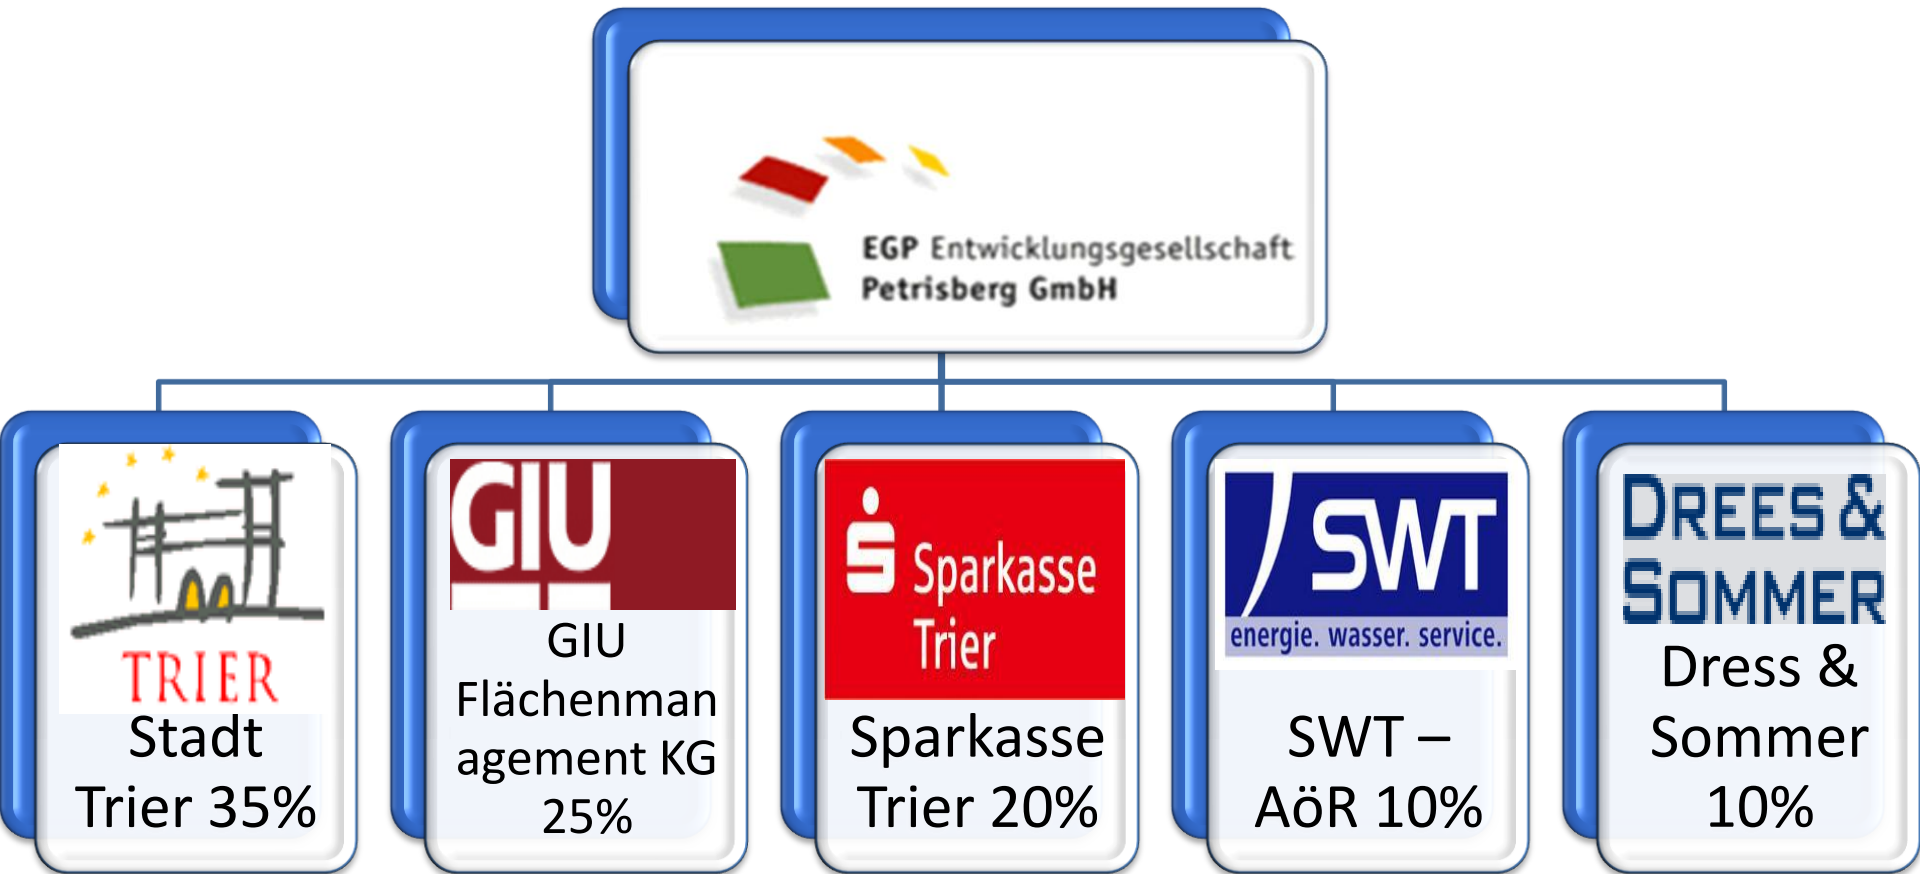 EGP Entwicklungsgesellschaft
Petrisberg GmbH
TRIER
Stadt
Trier 35%
GIU
GIU
Flächenman
agement KG
25%
Sparkasse
Trier
Sparkasse
Trier 20%
SWT
energie. wasser. service.
SWT –
AöR 10%
DREES &
SOMMER
Dress &
Sommer
10%